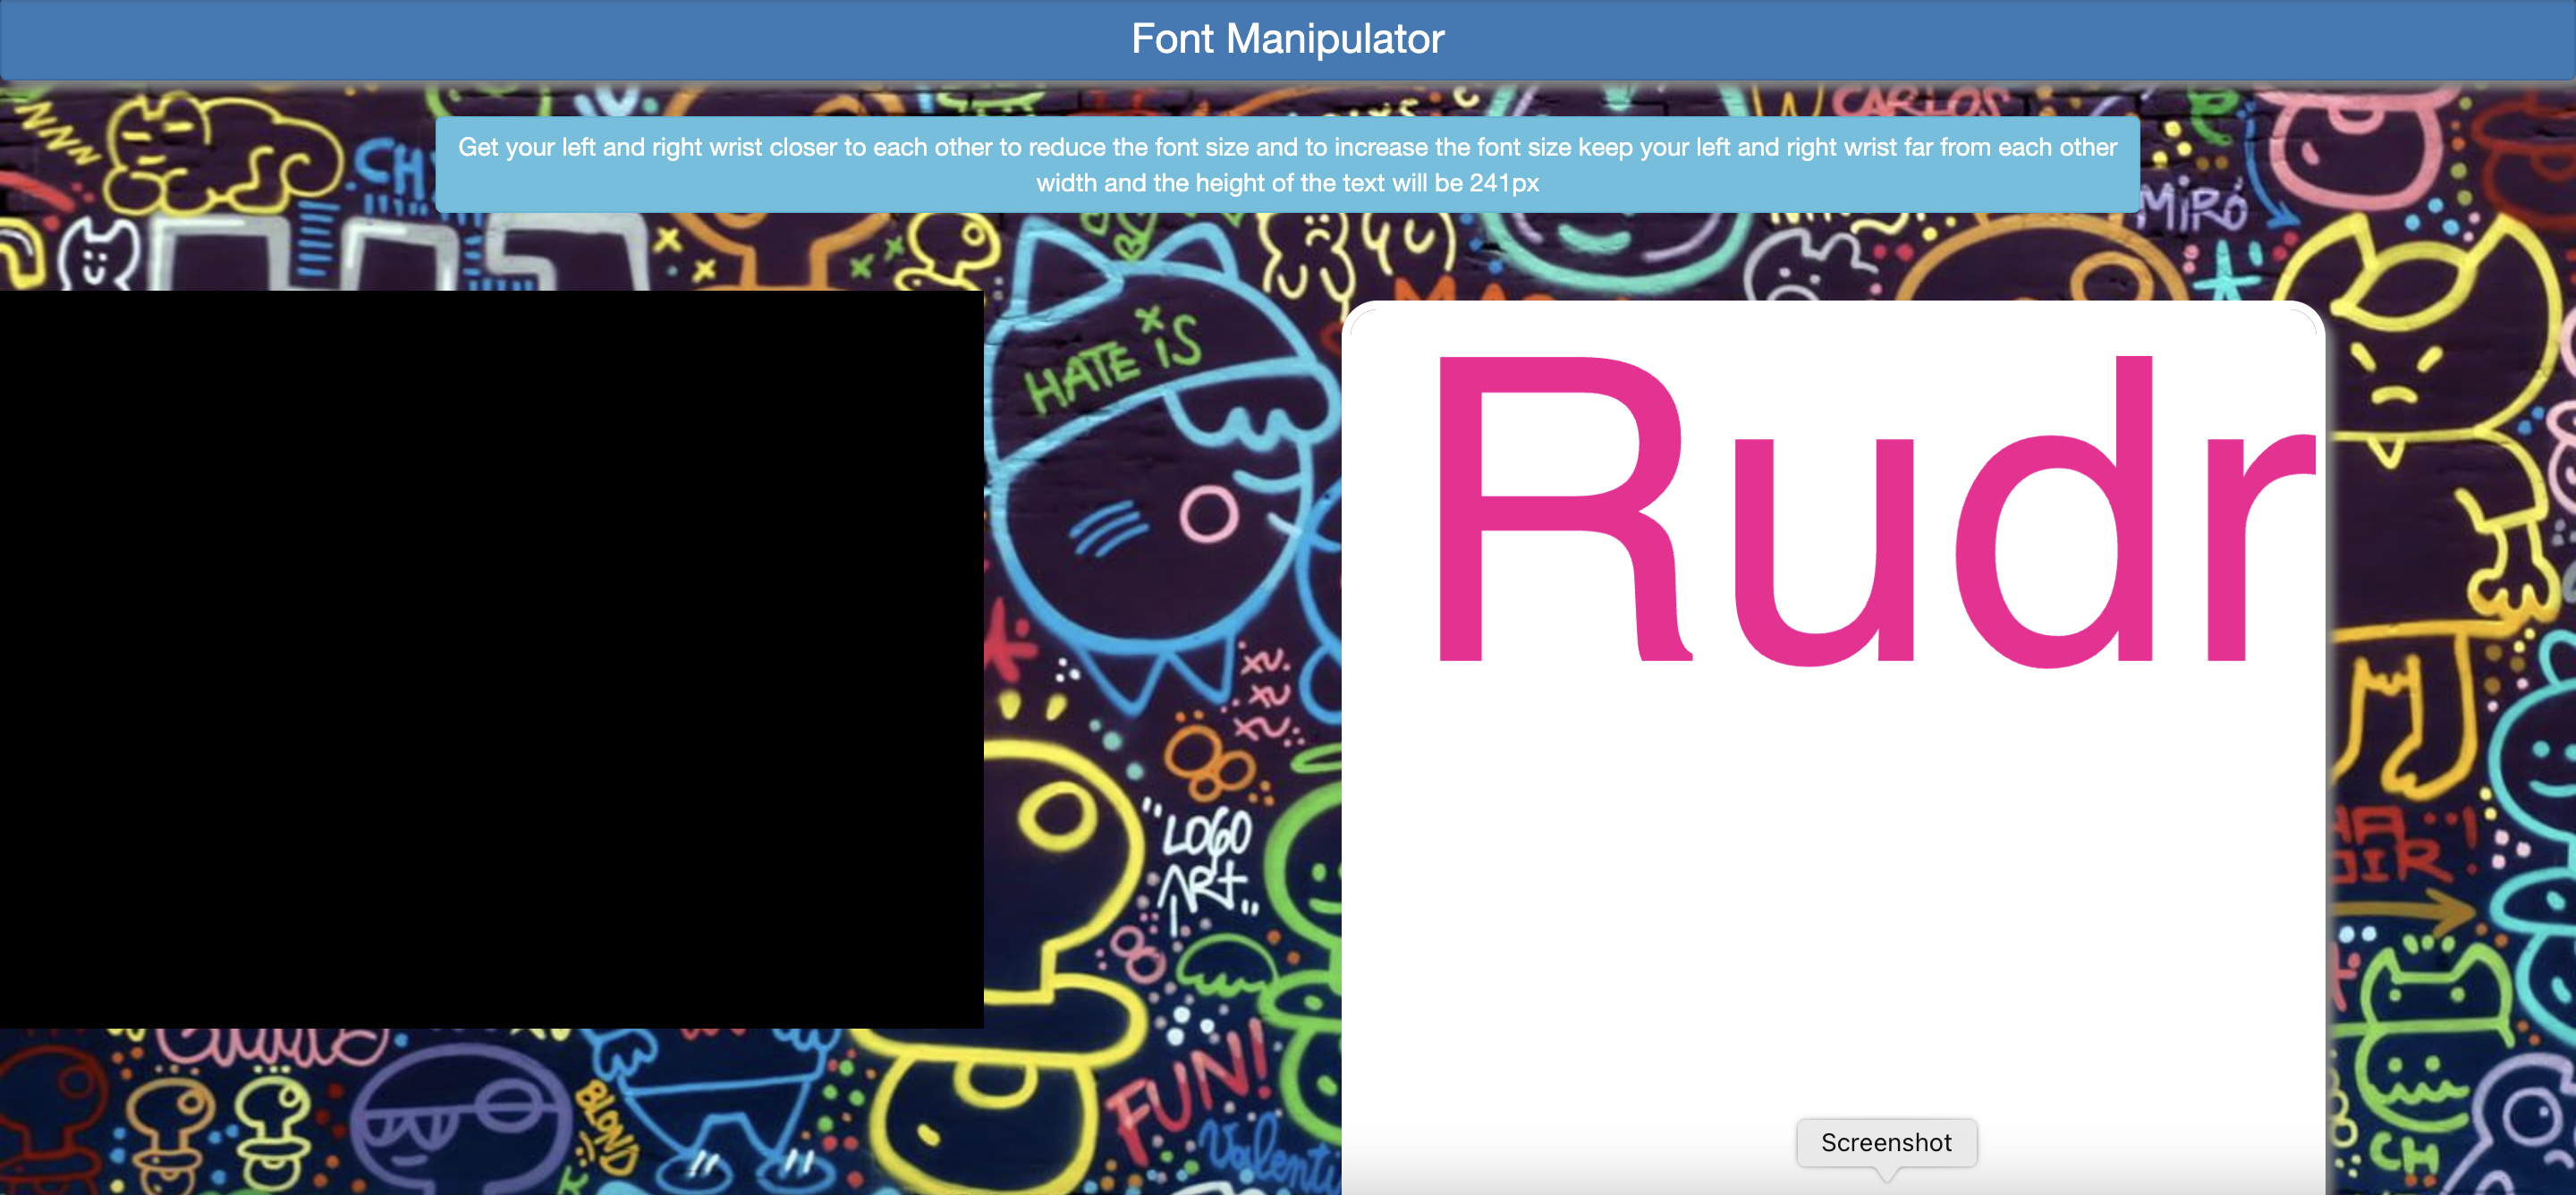 Font Manipulator
Get your left and right wrist closer to each other to reduce the font size and to increase the font size keep your left and right wrist far from each other
width and the height of the text will be 241px
CARLOS
MiRó
HATE iS
Rudr
"LOGO
ART"
FUN!
BLOND
Valenti
Screenshot
CH